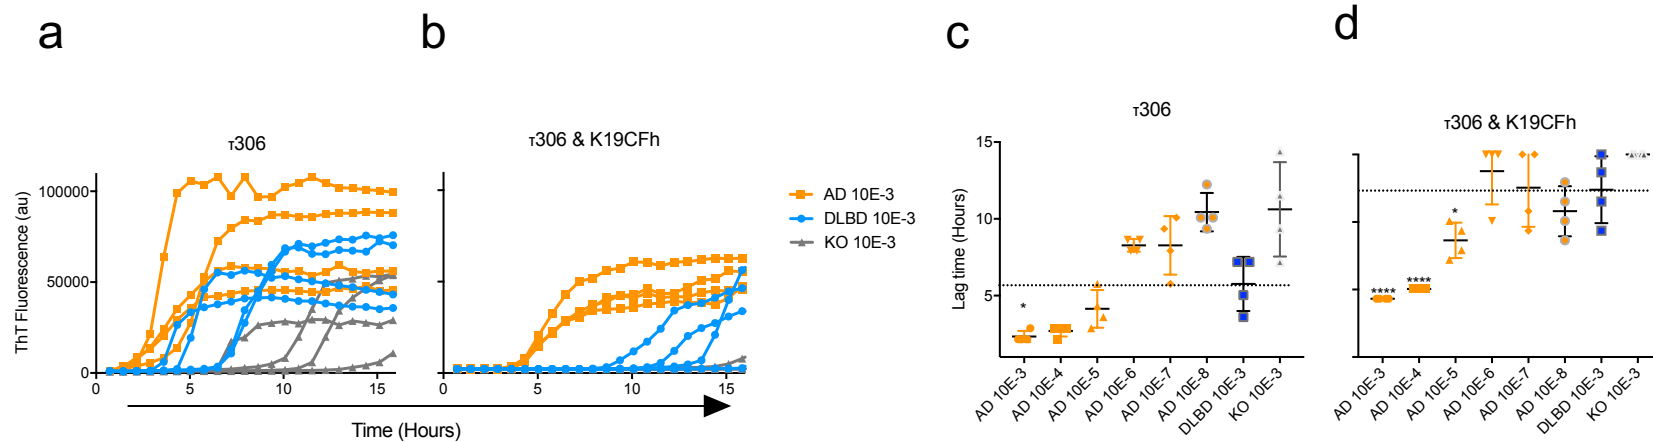 a
b
c
d
τ306
τ306 & K19CFh
τ306
τ306 & K19CFh
ThT Fluorescence (au)
100000
50000
0
0
5
10
15
0
5
10
15
Time (Hours)
AD 10E-3
DLBD 10E-3
KO 10E-3
Lag time (Hours)
15
10
5
*
AD 10E-3
AD 10E-4
AD 10E-5
AD 10E-6
AD 10E-7
AD 10E-8
DLBD 10E-3
KO 10E-3
****
****
*
AD 10E-3
AD 10E-4
AD 10E-5
AD 10E-6
AD 10E-7
AD 10E-8
DLBD 10E-3
KO 10E-3